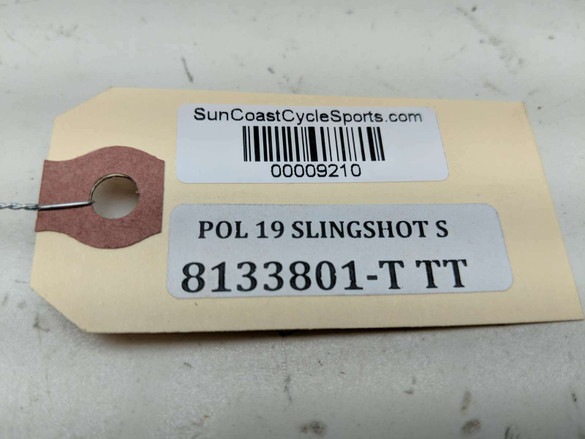 SunCoastCycleSports.com
00009210
POL 19 SLINGSHOT S
8133801-T TT